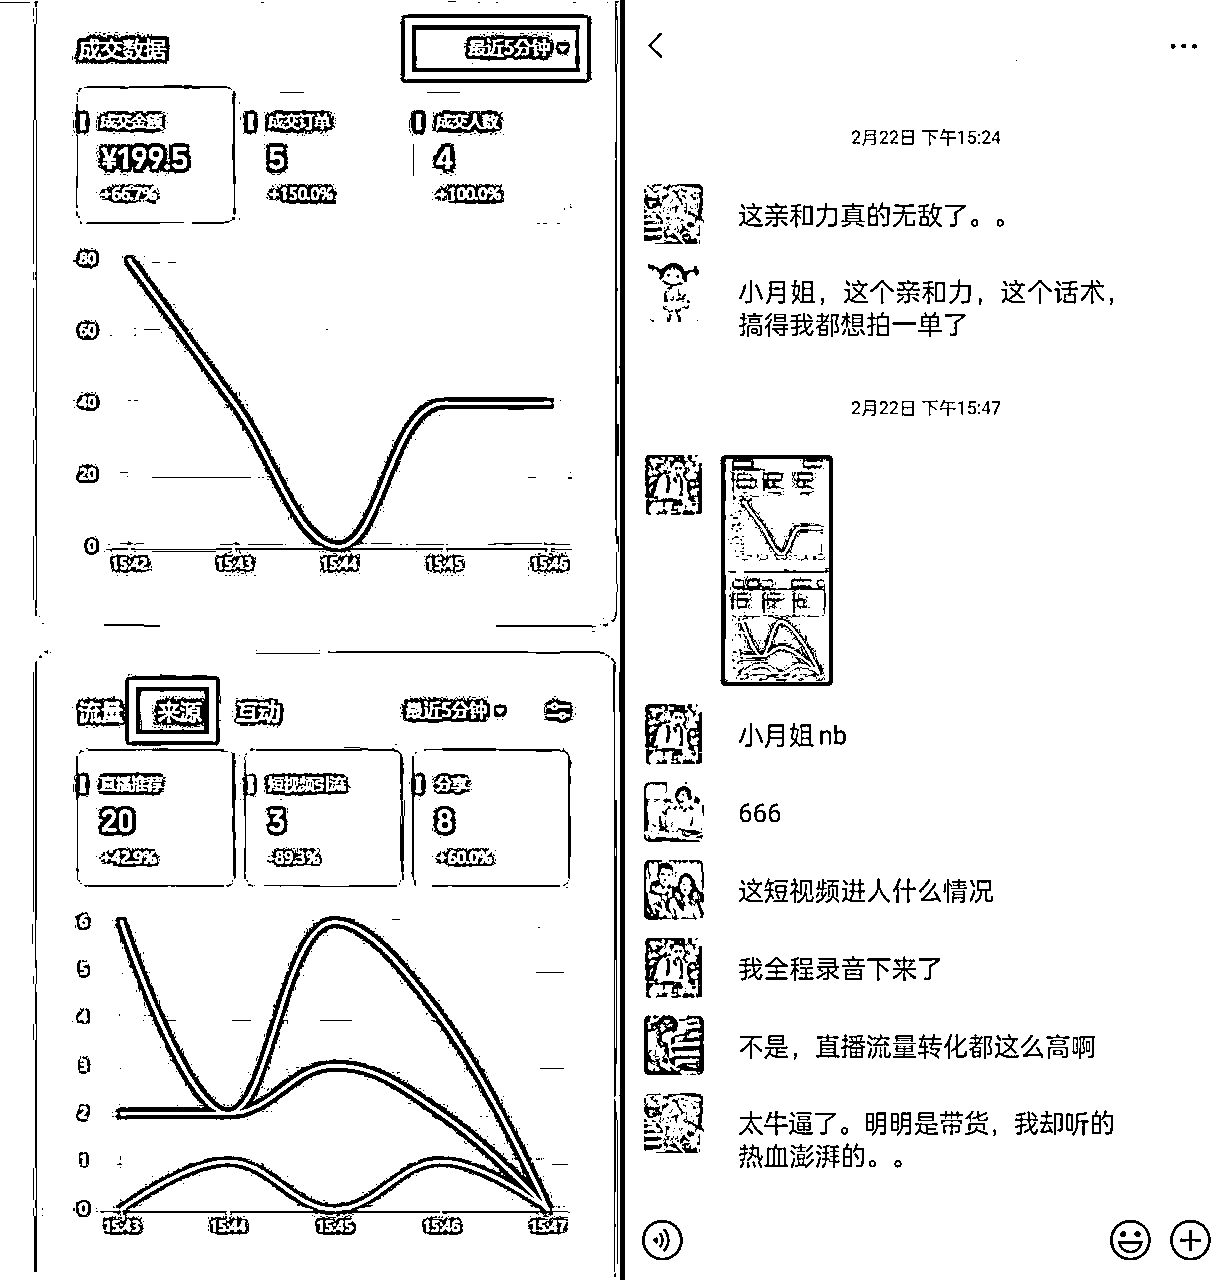 成交数据
最近5分钟
成交金额
¥199.5
+66.7%
成交订单
5
+150.0%
成交人数
4
+100.0%
80
60
40
20
0
15:42
15:43
15:44
15:45
15:46
流量
来源
互动
最近5分钟
直播推荐
20
+42.9%
短视频引流
3
-89.3%
分享
8
+60.0%
6
5
4
3
2
1
0
15:43
15:44
15:45
15:46
15:47
2月22日 下午15:24
这亲和力真的无敌了。。
小月姐，这个亲和力，这个话术，
搞得我都想拍一单了
2月22日 下午15:47
小月姐nb
666
这短视频进人什么情况
我全程录音下来了
不是，直播流量转化都这么高啊
太牛逼了。明明是带货，我却听的
热血澎湃的。。